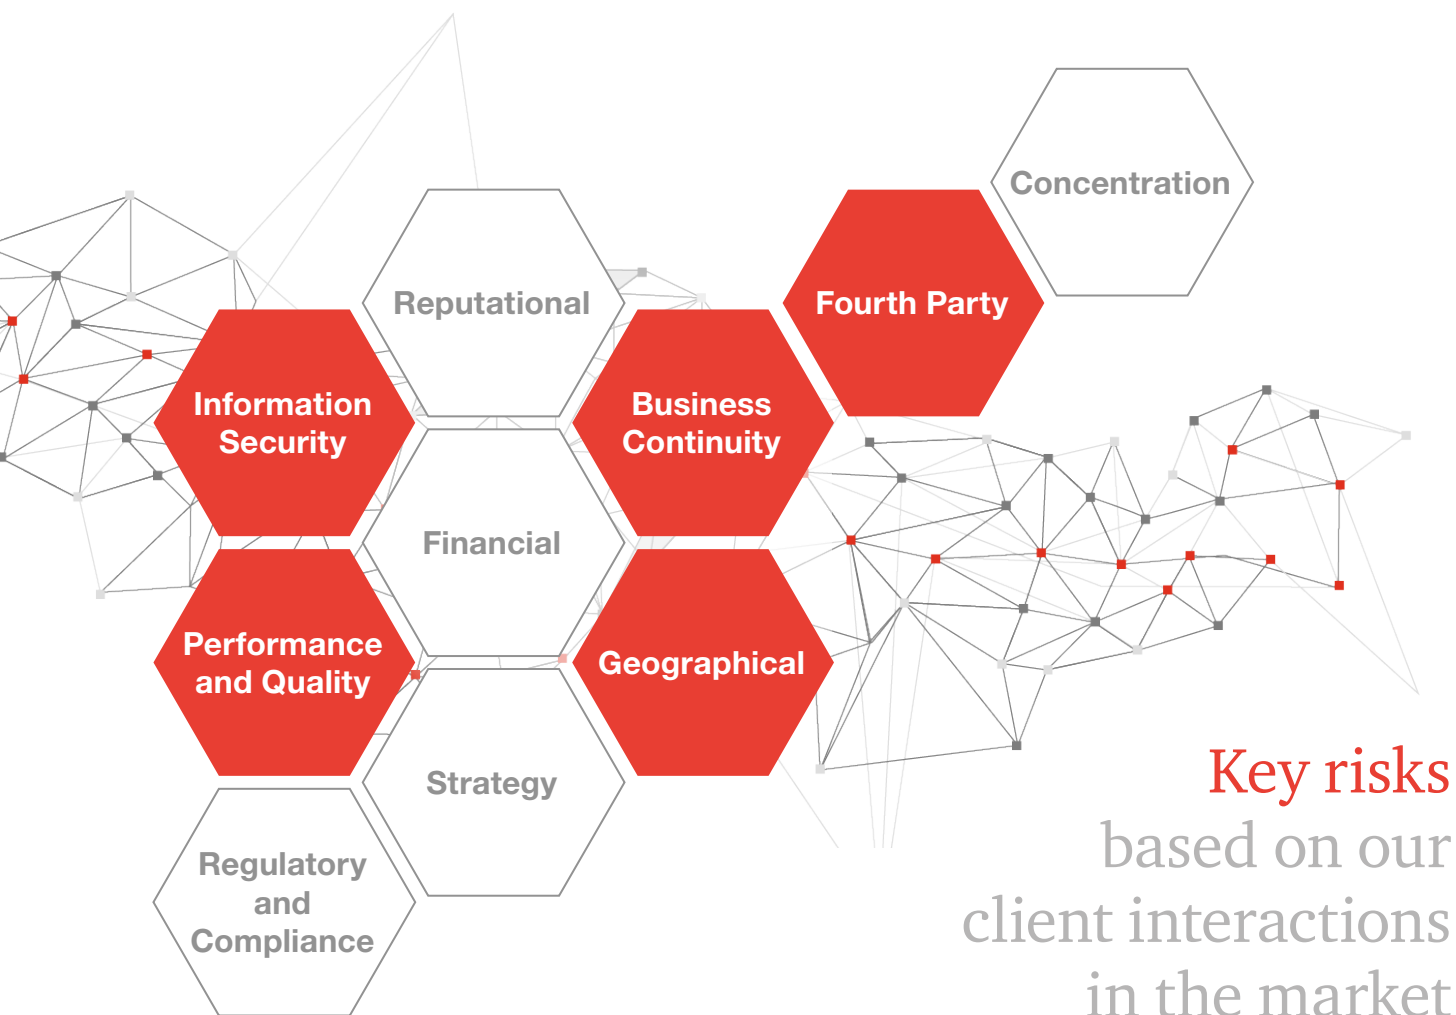 Concentration
Reputational
Fourth Party
Information
Security
Business
Continuity
Financial
Performance
and Quality
Geographical
Strategy
Regulatory
and
Compliance
Key risks
based on our
client interactions
in the market